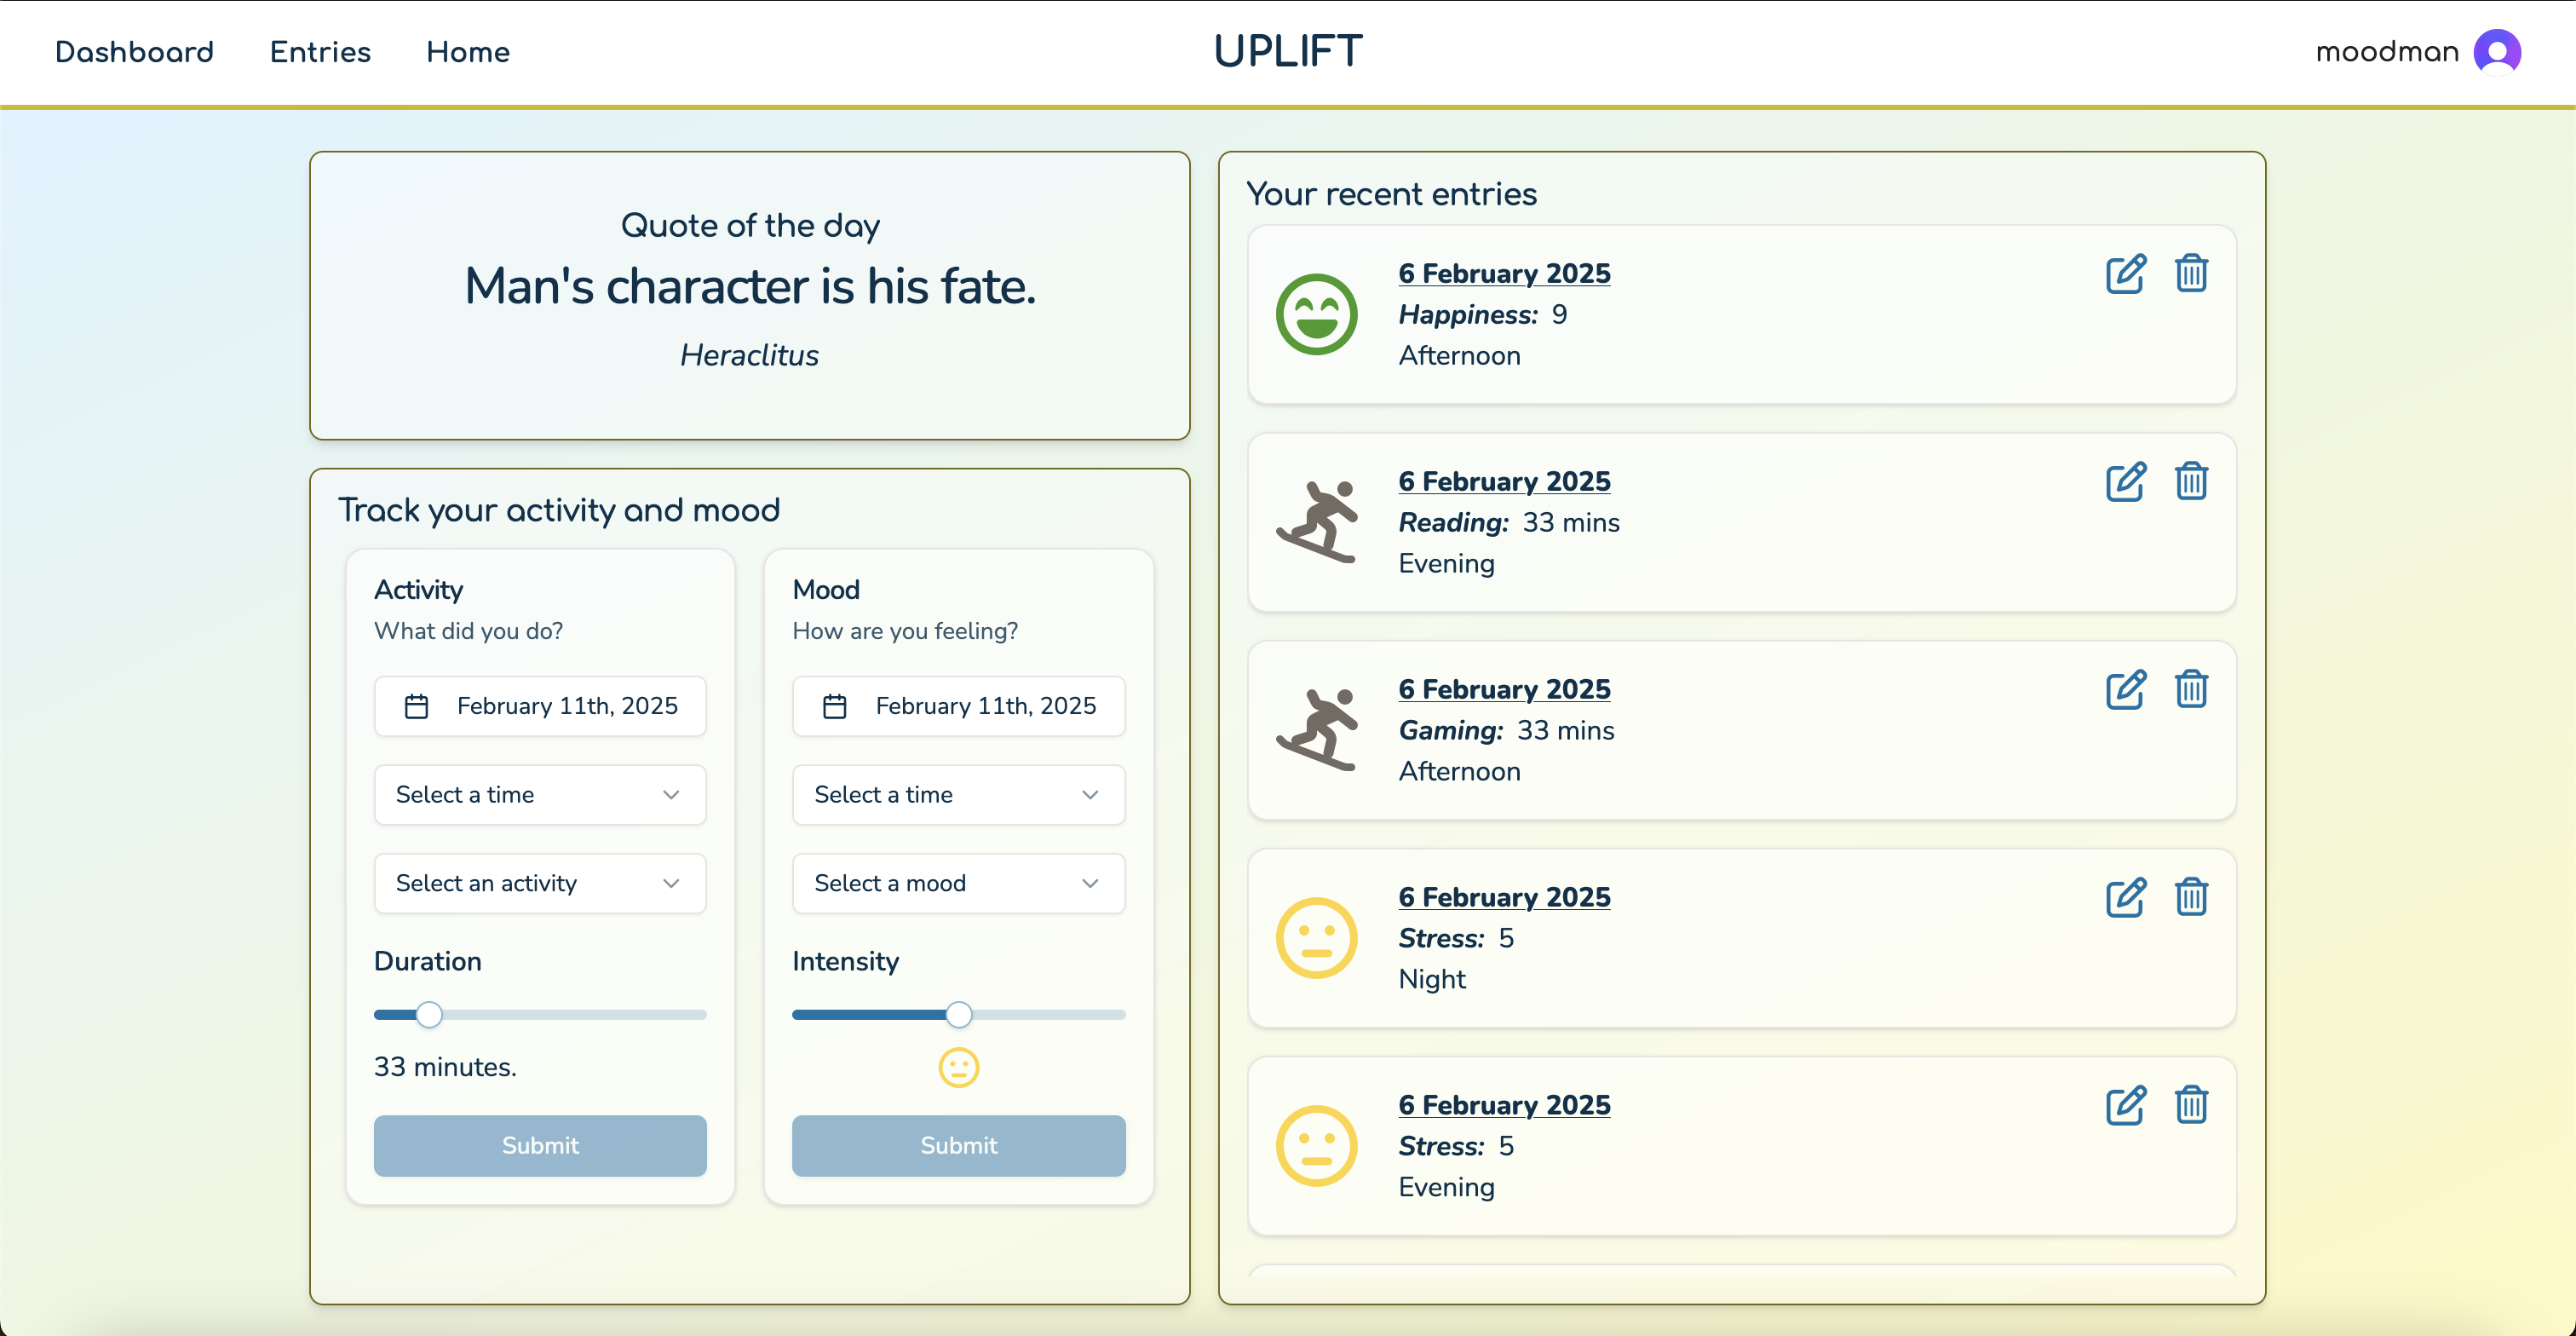 Dashboard Entries Home
UPLIFT
moodman
Quote of the day
Man's character is his fate.
Heraclitus
Track your activity and mood
Activity
What did you do?
February 11th, 2025
Select a time
Select an activity
Duration
33 minutes.
Submit
Mood
How are you feeling?
February 11th, 2025
Select a time
Select a mood
Intensity
Submit
Your recent entries
6 February 2025
Happiness: 9
Afternoon
6 February 2025
Reading: 33 mins
Evening
6 February 2025
Gaming: 33 mins
Afternoon
6 February 2025
Stress: 5
Night
6 February 2025
Stress: 5
Evening